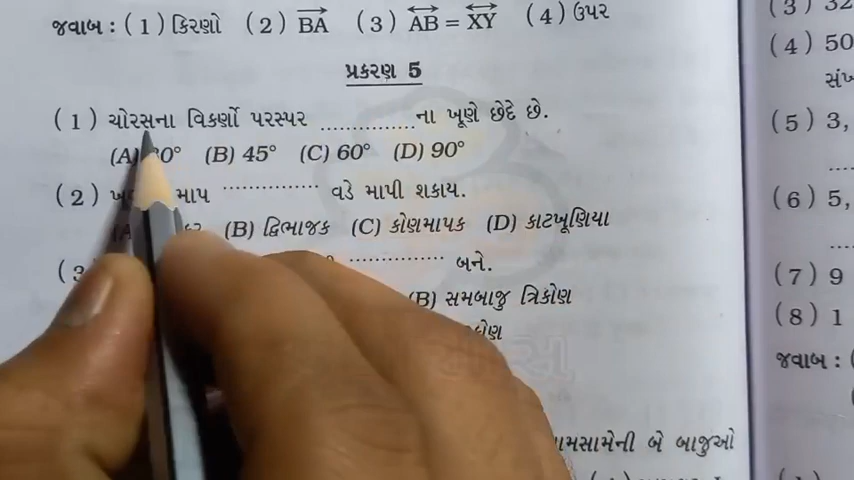 જવાબ : (1) કિરણો (2) BA (3) AB = XY (4) ઉપર
પ્રકરણ 5
(1) ચોરસના વિકર્ણો પરસ્પર ............... ના ખૂણે છેદે છે.
(B) 45° (C) 60° (D) 90°
(2) માપ ............... વડે માપી શકાય.
(B) દ્વિભાજક (C) કોણમાપક (D) કાટખૂણિયા
(3 ............... બને.
(B) સમબાજુ ત્રિકોણ
ામસામેની બે બાજુઓ
(3) 32
(4) 50
(5) 3,
....
(6) 5,
....
(7) 9
(8) 1
જવાબ :